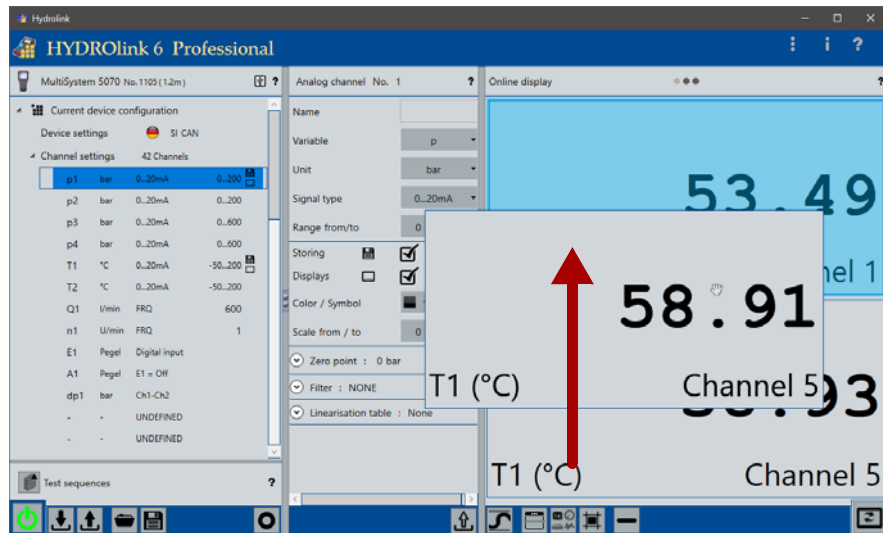 Hydrolink
HYDROlink 6 Professional
MultiSystem 5070 No.1105 (1.2m) ?
Current device configuration
Device settings SI CAN
Channel settings 42 Channels
p1 bar 0..20mA 0..200
p2 bar 0..20mA 0..200
p3 bar 0..20mA 0..600
p4 bar 0..20mA 0..600
T1 °C 0..20mA -50..200
T2 °C 0..20mA -50..200
Q1 l/min FRQ 600
n1 U/min FRQ 1
E1 Pegel Digital input
A1 Pegel E1 = Off
dp1 bar Ch1-Ch2
- - UNDEFINED
- - UNDEFINED
Test sequences ?
Analog channel No. 1 ?
Name
Variable p
Unit bar
Signal type 0..20mA
Range from/to 0
Storing
Displays
Color / Symbol
Scale from / to 0
Zero point : 0 bar
Filter : NONE
Linearisation table : None
Online display ?
53.49
nel 1
58.91
T1 (°C) Channel 5
93
T1 (°C) Channel 5